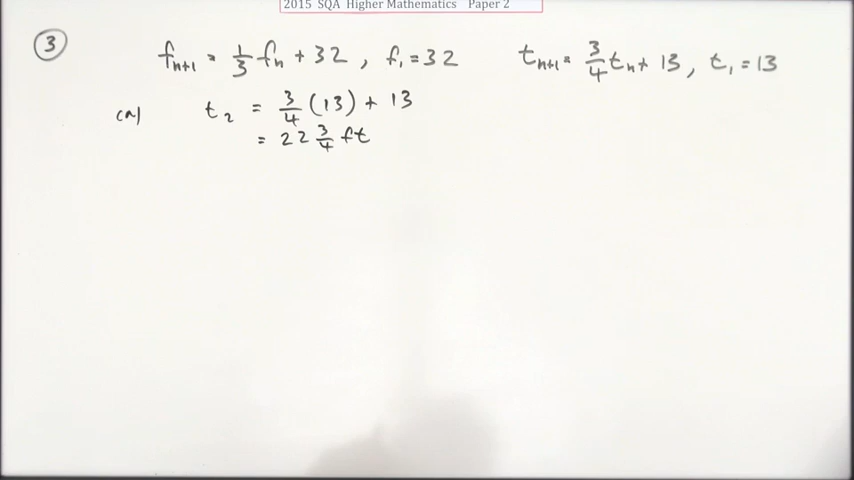 2015 SQA Higher Mathematics Paper 2
3
fn+1 = 1/3 fn + 32 , f1 = 32 tn+1 = 3/4 tn + 13 , t1 = 13
(a) t2 = 3/4 (13) + 13
= 22 3/4 ft